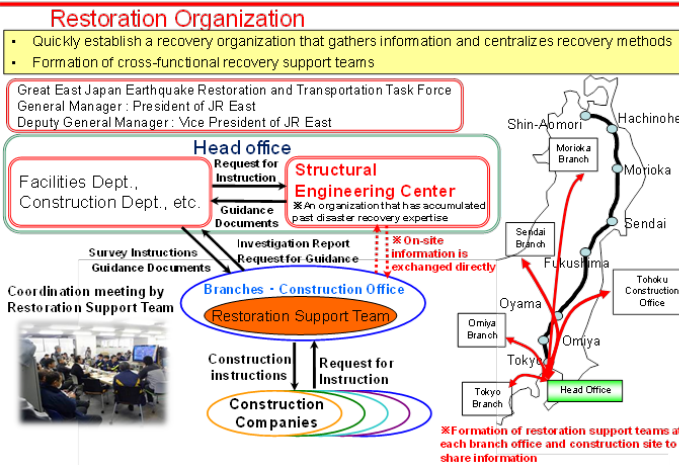 Restoration Organization
• Quickly establish a recovery organization that gathers information and centralizes recovery methods
• Formation of cross-functional recovery support teams
Great East Japan Earthquake Restoration and Transportation Task Force
General Manager : President of JR East
Deputy General Manager : Vice President of JR East
Head office
Facilities Dept.,
Construction Dept., etc.
Request for
Instruction
Guidance
Documents
Structural
Engineering Center
※An organization that has accumulated
past disaster recovery expertise
Survey Instructions
Guidance Documents
Investigation Report
Request for Guidance
※On-site
information is
exchanged directly
Coordination meeting by
Restoration Support Team
Branches・Construction Office
Restoration Support Team
Construction
instructions
Request for
Instruction
Construction
Companies
Shin-Aomori
Hachinohe
Morioka
Branch
Morioka
Sendai
Sendai
Branch
Fukushima
Tohoku
Construction
Office
Oyama
Omiya
Branch
Omiya
Tokyo
Tokyo
Branch
Head Office
※Formation of restoration support teams at
each branch office and construction site to
share information